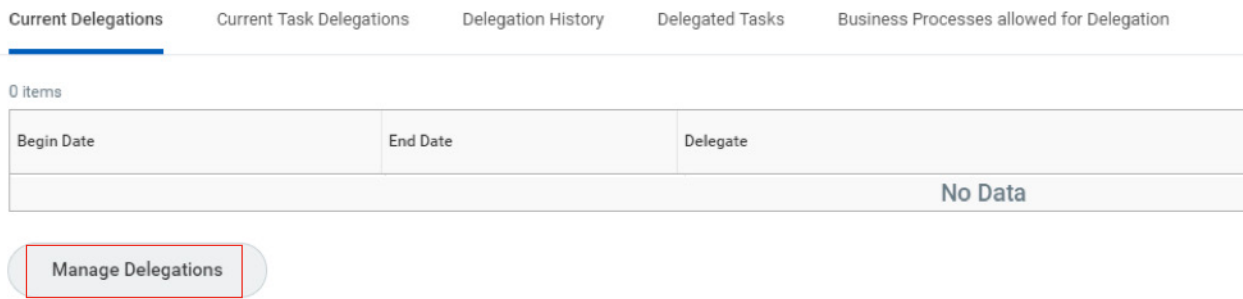 Current Delegations Current Task Delegations Delegation History Delegated Tasks Business Processes allowed for Delegation
0 items
Begin Date End Date Delegate
No Data
Manage Delegations